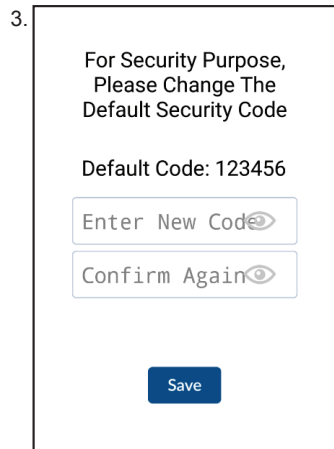 3.
For Security Purpose,
Please Change The
Default Security Code
Default Code: 123456
Enter New Code
Confirm Again
Save